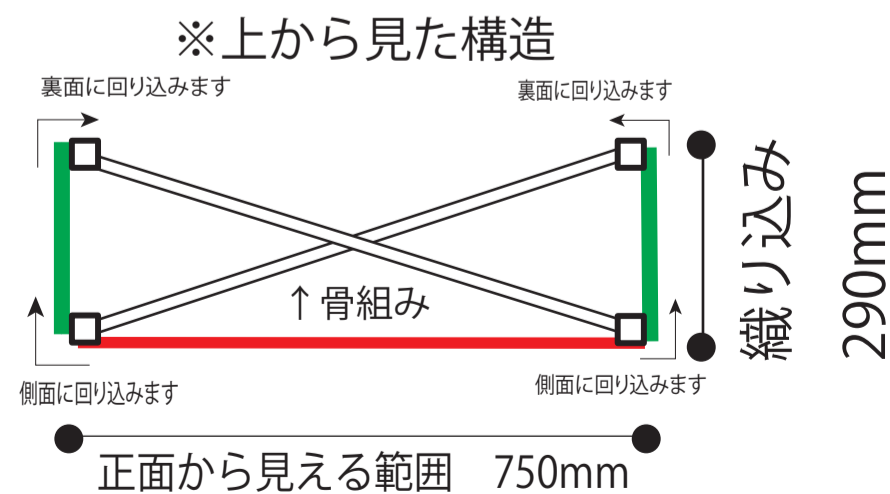 ※上から見た構造
裏面に回り込みます
裏面に回り込みます
↑骨組み
側面に回り込みます
側面に回り込みます
正面から見える範囲　750mm
織り込み
290mm